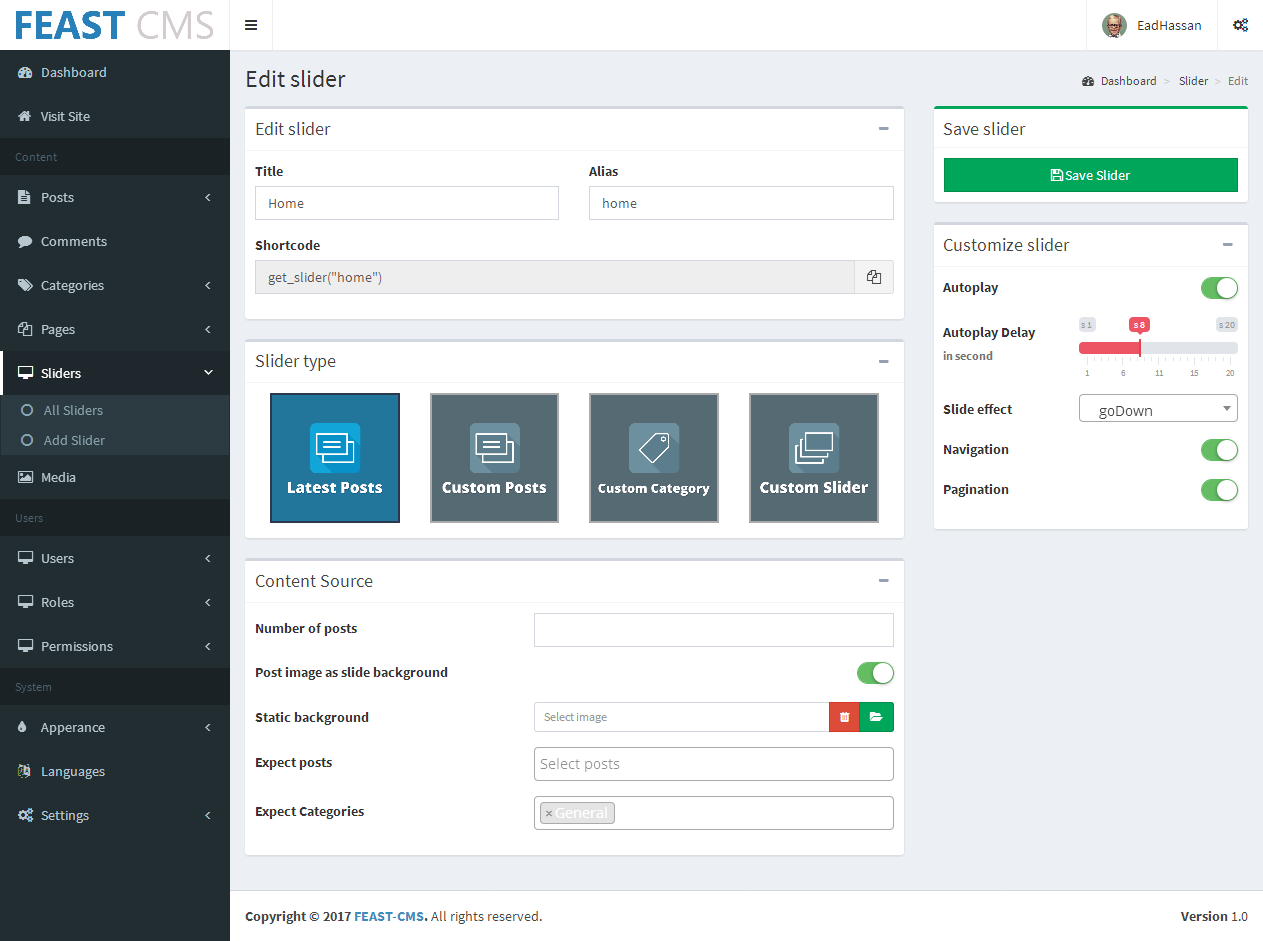 FEAST CMS
EadHassan
Dashboard
Visit Site
Content
Posts
Comments
Categories
Pages
Sliders
All Sliders
Add Slider
Media
Users
Users
Roles
Permissions
System
Apperance
Languages
Settings
Edit slider
Dashboard > Slider > Edit
Edit slider
Title
Alias
Home
home
Shortcode
get_slider("home")
Slider type
Latest Posts
Custom Posts
Custom Category
Custom Slider
Content Source
Number of posts
Post image as slide background
Static background
Select image
Expect posts
Select posts
Expect Categories
× General
Save slider
Save Slider
Customize slider
Autoplay
Autoplay Delay
in second
s 1 s 8 s 20
1 6 11 15 20
Slide effect
goDown
Navigation
Pagination
Copyright © 2017 FEAST-CMS. All rights reserved.
Version 1.0